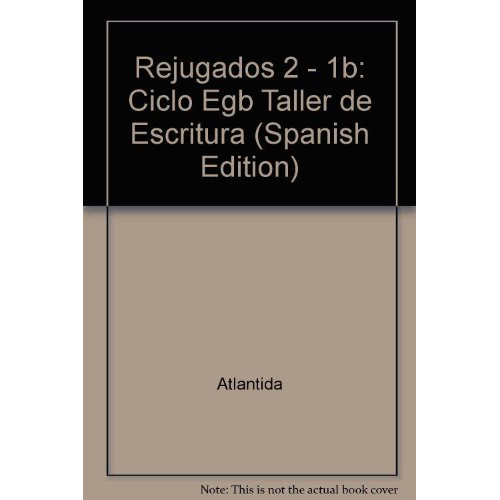 Rejugados 2 - 1b:
Ciclo Egb Taller de
Escritura (Spanish
Edition)
Atlantida
Note: This is not the actual book cover